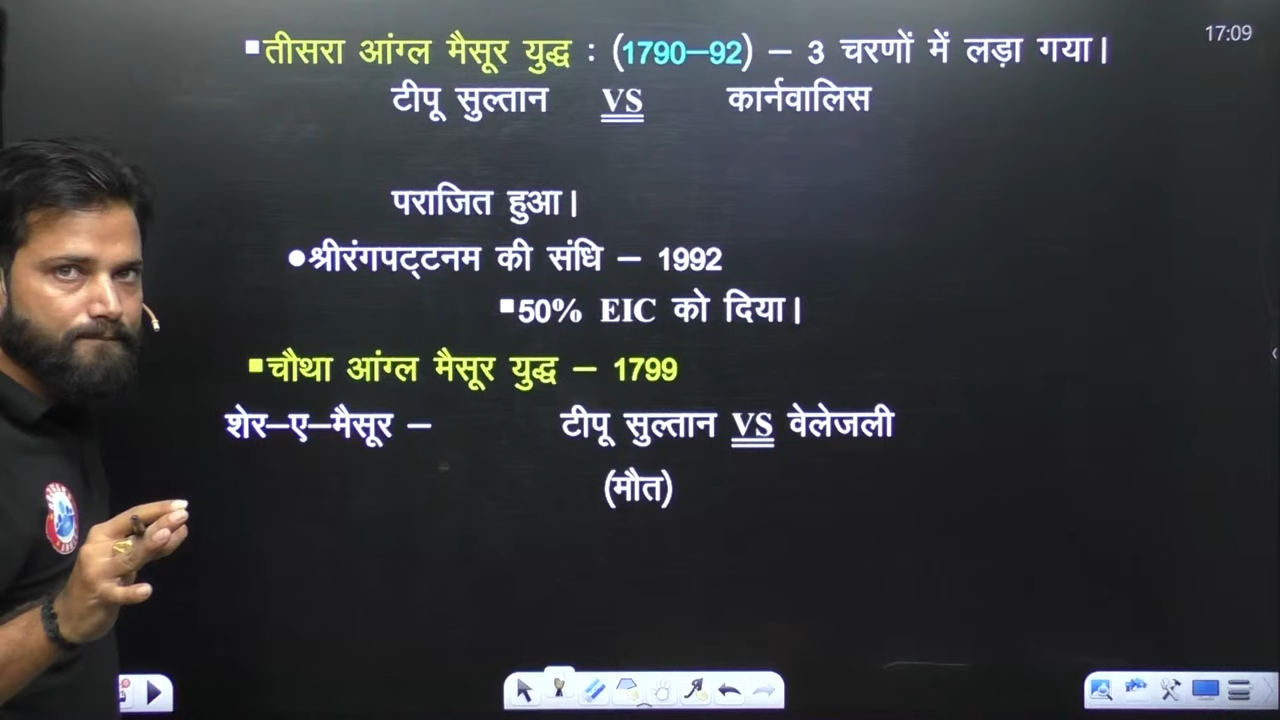 17:09
▪तीसरा आंग्ल मैसूर युद्ध : (1790–92) – 3 चरणों में लड़ा गया।
टीपू सुल्तान VS कार्नवालिस
पराजित हुआ।
●श्रीरंगपट्टनम की संधि – 1992
▪50% EIC को दिया।
▪चौथा आंग्ल मैसूर युद्ध – 1799
शेर–ए–मैसूर – टीपू सुल्तान VS वेलेजली
(मौत)